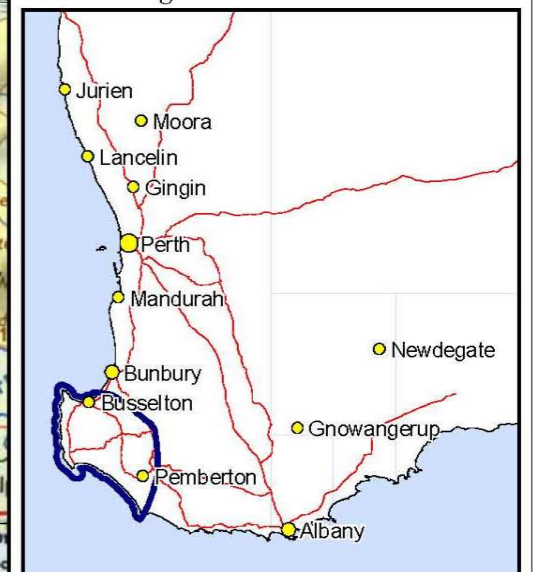 Jurien
Moora
Lancelin
Gingin
Perth
Mandurah
Newdegate
Bunbury
Busselton
Gnowangerup
Pemberton
Albany